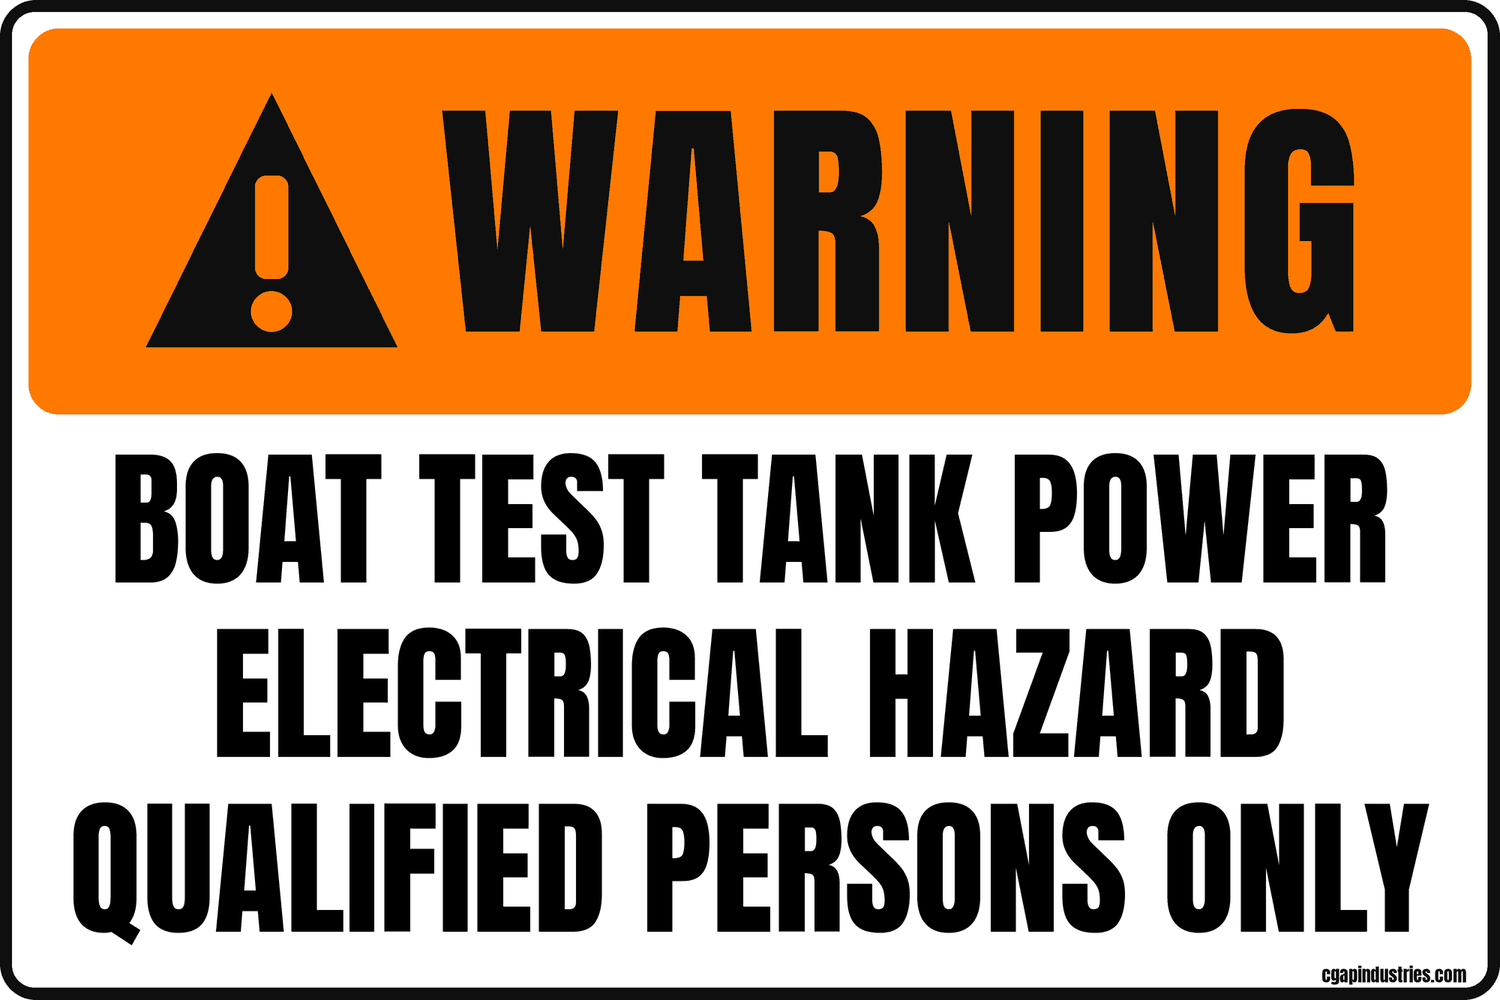 WARNING
BOAT TEST TANK POWER
ELECTRICAL HAZARD
QUALIFIED PERSONS ONLY
cgapindustries.com